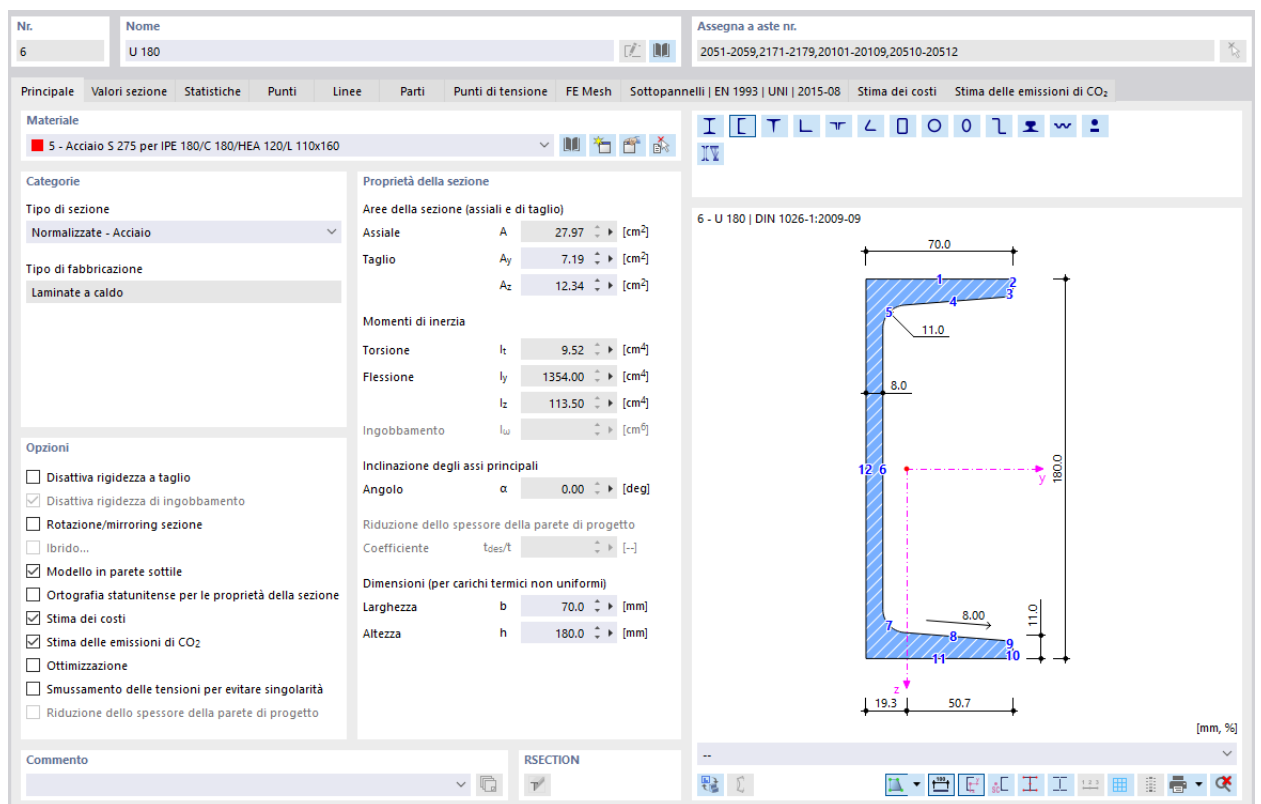 Nr.
Nome
Assegna a aste nr.
6
U 180
2051-2059,2171-2179,20101-20109,20510-20512
Principale Valori sezione Statistiche Punti Linee Parti Punti di tensione FE Mesh Sottopannelli | EN 1993 | UNI | 2015-08 Stima dei costi Stima delle emissioni di CO₂
Materiale
5 - Acciaio S 275 per IPE 180/C 180/HEA 120/L 110x160
Categorie
Tipo di sezione
Normalizzate - Acciaio
Tipo di fabbricazione
Laminate a caldo
Opzioni
Disattiva rigidezza a taglio
Disattiva rigidezza di ingobbamento
Rotazione/mirroring sezione
Ibrido...
Modello in parete sottile
Ortografia statunitense per le proprietà della sezione
Stima dei costi
Stima delle emissioni di CO₂
Ottimizzazione
Smussamento delle tensioni per evitare singolarità
Riduzione dello spessore della parete di progetto
Proprietà della sezione
Aree della sezione (assiali e di taglio)
Assiale A 27.97 [cm²]
Taglio Ay 7.19 [cm²]
Az 12.34 [cm²]
Momenti di inerzia
Torsione It 9.52 [cm⁴]
Flessione Iy 1354.00 [cm⁴]
Iz 113.50 [cm⁴]
Ingobbamento Iω [cm⁶]
Inclinazione degli assi principali
Angolo α 0.00 [deg]
Riduzione dello spessore della parete di progetto
Coefficiente tdes/t [--]
Dimensioni (per carichi termici non uniformi)
Larghezza b 70.0 [mm]
Altezza h 180.0 [mm]
6 - U 180 | DIN 1026-1:2009-09
70.0
1
2
3
4
5
11.0
8.0
12 6
y
180.0
7
8.00
11.0
8
9
10
11
z
19.3 50.7
[mm, %]
Commento
RSECTION
--
100
1 2 3